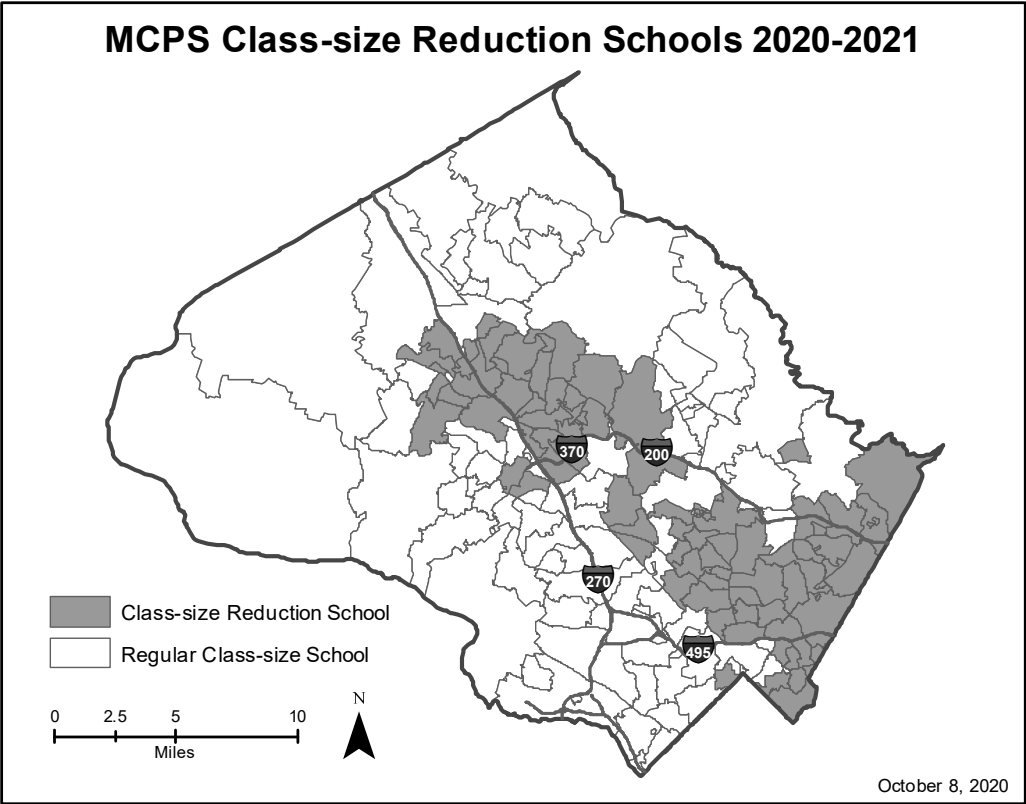 MCPS Class-size Reduction Schools 2020-2021
370
200
270
495
Class-size Reduction School
Regular Class-size School
N
0 2.5 5 10
Miles
October 8, 2020